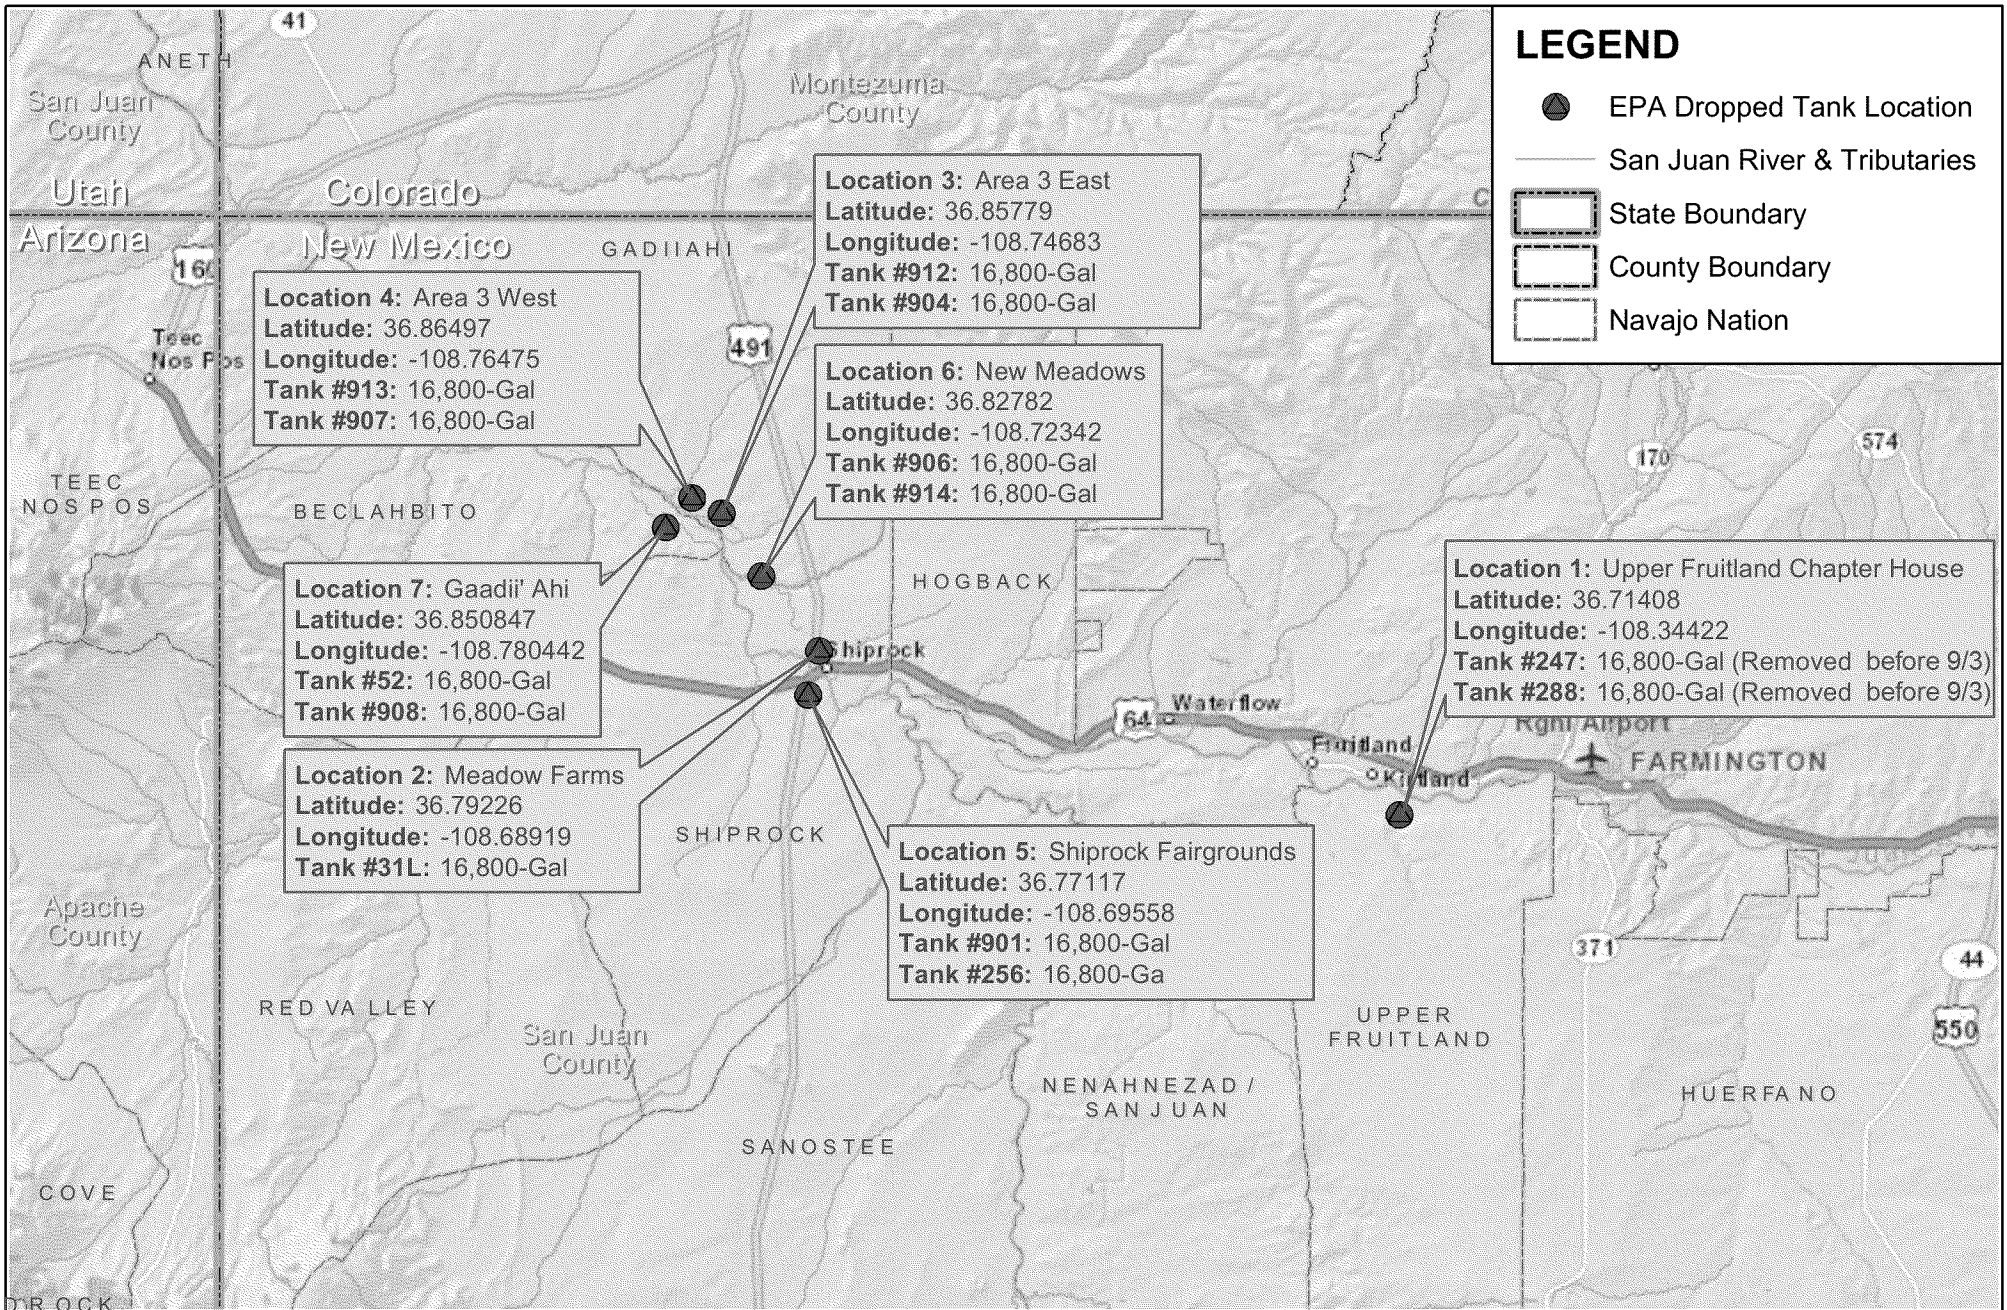 41
ANETH
San Juan
County
Montezuma
County
Utah
Colorado
Arizona
New Mexico
GADIIAHI
160
491
Teec
Nos Pos
LEGEND
EPA Dropped Tank Location
San Juan River & Tributaries
State Boundary
County Boundary
Navajo Nation
Location 3: Area 3 East
Latitude: 36.85779
Longitude: -108.74683
Tank #912: 16,800-Gal
Tank #904: 16,800-Gal
Location 4: Area 3 West
Latitude: 36.86497
Longitude: -108.76475
Tank #913: 16,800-Gal
Tank #907: 16,800-Gal
Location 6: New Meadows
Latitude: 36.82782
Longitude: -108.72342
Tank #906: 16,800-Gal
Tank #914: 16,800-Gal
170
574
TEEC
NOS POS
BECLAHBITO
HOGBACK
Location 7: Gaadii' Ahi
Latitude: 36.850847
Longitude: -108.780442
Tank #52: 16,800-Gal
Tank #908: 16,800-Gal
Location 1: Upper Fruitland Chapter House
Latitude: 36.71408
Longitude: -108.34422
Tank #247: 16,800-Gal (Removed before 9/3)
Tank #288: 16,800-Gal (Removed before 9/3)
Shiprock
64
Waterflow
Rgnl Airport
Fruitland
Kirtland
FARMINGTON
Location 2: Meadow Farms
Latitude: 36.79226
Longitude: -108.68919
Tank #31L: 16,800-Gal
SHIPROCK
Location 5: Shiprock Fairgrounds
Latitude: 36.77117
Longitude: -108.69558
Tank #901: 16,800-Gal
Tank #256: 16,800-Ga
Apache
County
371
44
550
RED VALLEY
San Juan
County
UPPER
FRUITLAND
NENAHNEZAD /
SAN JUAN
HUERFANO
SANOSTEE
COVE
ROCK